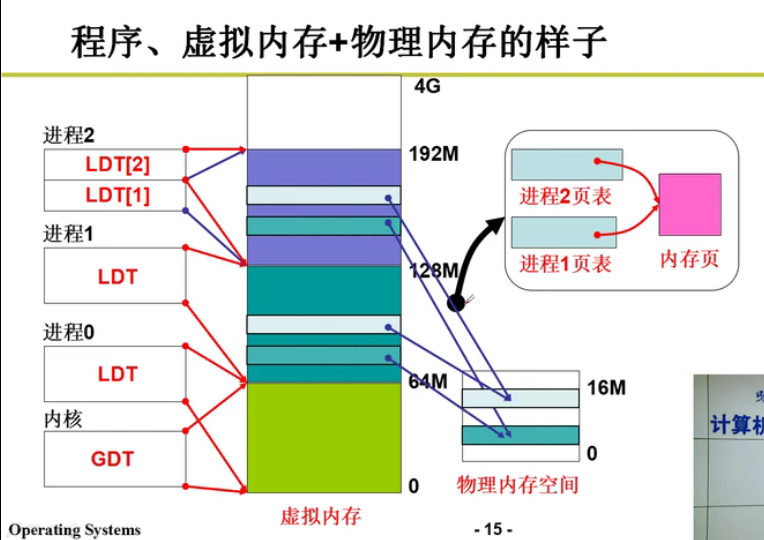 程序、虚拟内存+物理内存的样子
4G
进程2
LDT[2]
LDT[1]
192M
进程2页表
进程1页表
内存页
进程1
LDT
128M
进程0
LDT
64M
16M
内核
GDT
0
0
物理内存空间
虚拟内存
计算机
Operating Systems
- 15 -